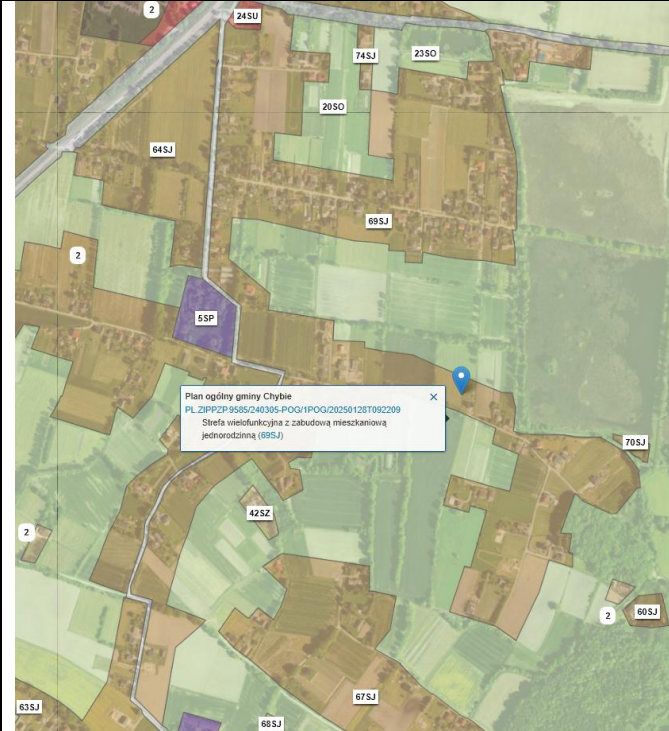 2
24SU
74SJ
23SO
20SO
64SJ
69SJ
2
5SP
Plan ogólny gminy Chybie
PL.ZIPPZP.9585/240305-POG/1POG/20250128T092209
Strefa wielofunkcyjna z zabudową mieszkaniową
jednorodzinną (69SJ)
×
70SJ
42SZ
2
2
60SJ
67SJ
63SJ
68SJ